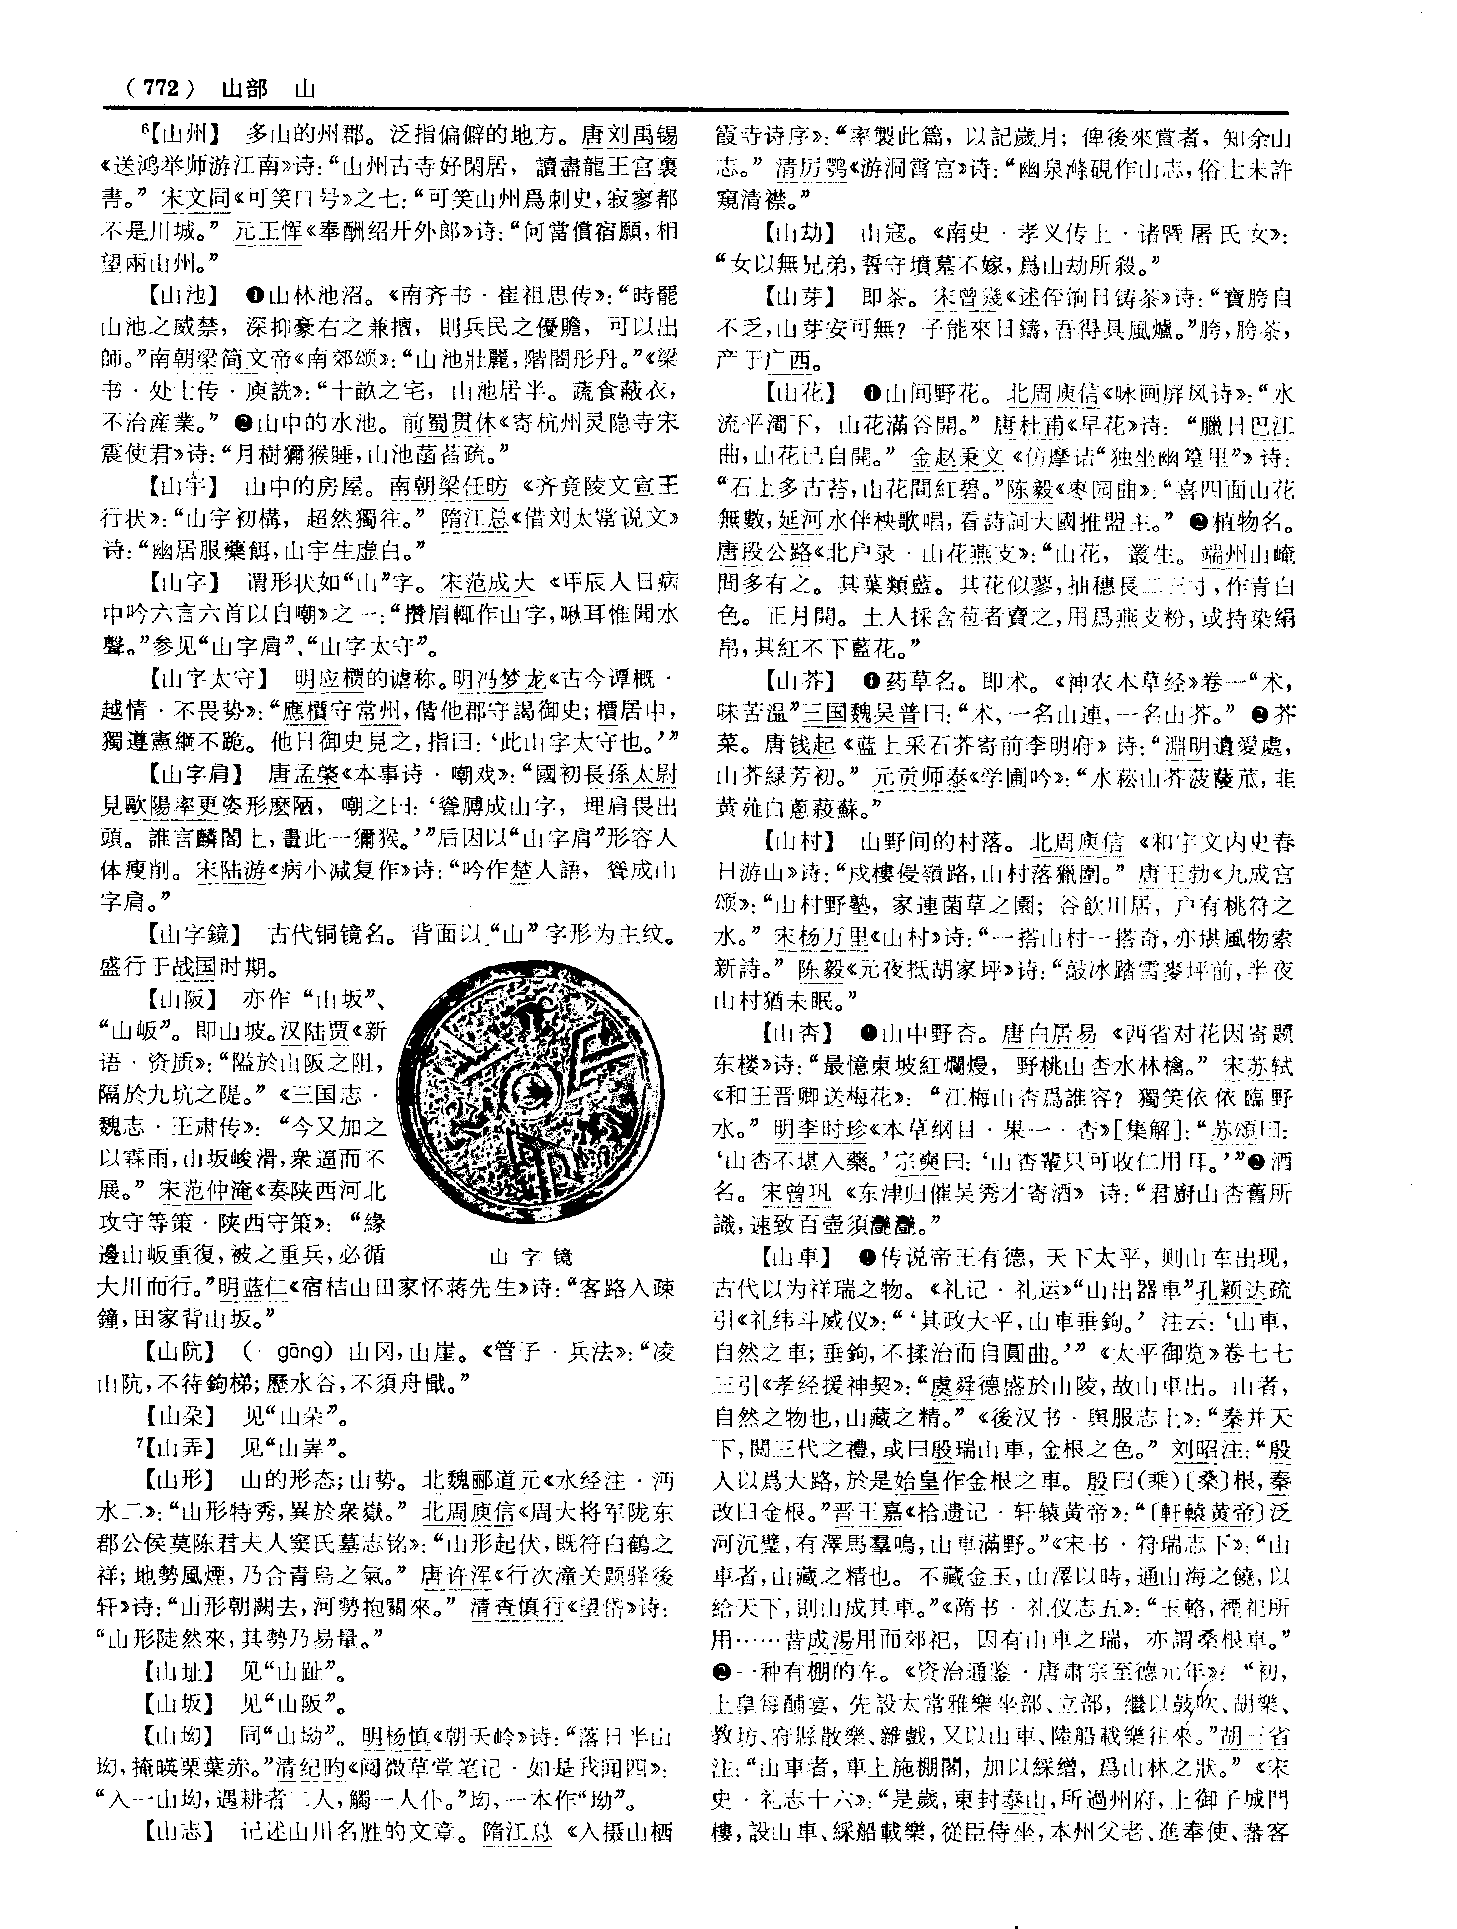 （772） 山部 山
⁶【山州】 多山的州郡。泛指偏僻的地方。唐刘禹锡
《送鸿举师游江南》诗：“山州古寺好閑居，讀盡龍王宫裏
書。”宋文同《可笑口号》之七：“可笑山州爲刺史，寂寥都
不是川城。”元王恽《奉酬绍开外郎》诗：“何當償宿願，相
望兩山州。”
【山池】 ❶山林池沼。《南齐书·崔祖思传》：“時罷
山池之威禁，深抑豪右之兼擅，則兵民之優贍，可以出
師。”南朝梁简文帝《南郊颂》：“山池壯麗，階閣彤丹。”《梁
书·处士传·庾詵》：“十畝之宅，山池居半。蔬食蔽衣，
不治産業。”❷山中的水池。前蜀贯休《寄杭州灵隐寺宋
震使君》诗：“月樹獼猴睡，山池菡萏疏。”
【山宇】 山中的房屋。南朝梁任昉《齐竟陵文宣王
行状》：“山宇初構，超然獨往。”隋江总《借刘太常说文》
诗：“幽居服藥餌，山宇生虚白。”
【山字】 谓形状如“山”字。宋范成大《甲辰人日病
中吟六言六首以自嘲》之一：“攢眉輒作山字，啾耳惟聞水
聲。”参见“山字肩”、“山字太守”。
【山字太守】 明应槚的谑称。明冯梦龙《古今谭概·
越情·不畏势》：“應檟守常州，偕他郡守謁御史；檟居中，
獨遵憲綱不跪。他日御史見之，指曰：‘此山字太守也。’”
【山字肩】 唐孟棨《本事诗·嘲戏》：“國初長孫太尉
見歐陽率更姿形麽陋，嘲之曰：‘聳膊成山字，埋肩畏出
頭。誰言麟閣上，畫此一獼猴。’”后因以“山字肩”形容人
体瘦削。宋陆游《病小减复作》诗：“吟作楚人語，聳成山
字肩。”
【山字鏡】 古代铜镜名。背面以“山”字形为主纹。
盛行于战国时期。
【山阪】 亦作“山坂”、
“山岅”。即山坡。汉陆贾《新
语·资质》：“隘於山阪之阻，
隔於九坑之隄。”《三国志·
魏志·王肃传》：“今又加之
以霖雨，山坂峻滑，衆逼而不
展。”宋范仲淹《奏陕西河北
攻守等策·陕西守策》：“緣
邊山岅重復，被之重兵，必循
山字镜
大川而行。”明蓝仁《宿桔山田家怀蒋先生》诗：“客路入疎
鐘，田家背山坂。”
【山阬】 （- gāng）山冈，山崖。《管子·兵法》：“凌
山阬，不待鉤梯；歷水谷，不須舟檝。”
【山朶】 见“山朵”。
⁷【山弄】 见“山㟖”。
【山形】 山的形态；山势。北魏郦道元《水经注·沔
水二》：“山形特秀，異於衆嶽。”北周庾信《周大将军陇东
郡公侯莫陈君夫人窦氏墓志铭》：“山形起伏，既符白鶴之
祥；地勢風煙，乃合青烏之氣。”唐许浑《行次潼关题驿後
轩》诗：“山形朝闕去，河勢抱關來。”清查慎行《望岱》诗：
“山形陡然來，其勢乃易量。”
【山址】 见“山趾”。
【山坂】 见“山阪”。
【山㘭】 同“山坳”。明杨慎《朝天岭》诗：“落日半山
㘭，掩暎栗葉赤。”清纪昀《阅微草堂笔记·如是我闻四》：
“入一山㘭，遇耕者二人，觸一人仆。”㘭，一本作“坳”。
【山志】 记述山川名胜的文章。隋江总《入摄山栖
霞寺诗序》：“率製此篇，以記歲月；俾後來賞者，知余山
志。”清厉鹗《游洞霄宫》诗：“幽泉滌硯作山志，俗士未許
窺清襟。”
【山劫】 山寇。《南史·孝义传上·诸暨屠氏女》：
“女以無兄弟，誓守墳墓不嫁，爲山劫所殺。”
【山芽】 即茶。宋曾幾《述侄饷日铸茶》诗：“寶胯自
不乏，山芽安可無？子能來日鑄，吾得具風爐。”胯，胯茶，
产于广西。
【山花】 ❶山间野花。北周庾信《咏画屏风诗》：“水
流平澗下，山花滿谷開。”唐杜甫《早花》诗：“臘日巴江
曲，山花已自開。”金赵秉文《仿摩诘“独坐幽篁里”》诗：
“石上多古苔，山花間紅碧。”陈毅《枣园曲》：“喜四面山花
無數，延河水伴秧歌唱，看詩詞大國推盟主。”❷植物名。
唐段公路《北户录·山花燕支》：“山花，叢生。端州山崦
間多有之。其葉類藍。其花似蓼，抽穗長二三寸，作青白
色。正月開。土人採含苞者賣之，用爲燕支粉，或持染絹
帛，其紅不下藍花。”
【山芥】 ❶药草名。即术。《神农本草经》卷一“术，
味苦温”三国魏吴普曰：“术，一名山連，一名山芥。”❷芥
菜。唐钱起《蓝上采石芥寄前李明府》诗：“淵明遺愛處，
山芥緑芳初。”元贡师泰《学圃吟》：“水菘山芥菠薐苽，韭
黄薤白蔥蔱蘇。”
【山村】 山野间的村落。北周庾信《和宇文内史春
日游山》诗：“戍樓侵嶺路，山村落獵圍。”唐王勃《九成宫
颂》：“山村野塾，家連菌草之園；谷飲川居，户有桃符之
水。”宋杨万里《山村》诗：“一搭山村一搭奇，亦堪風物索
新詩。”陈毅《元夜抵胡家坪》诗：“敲冰踏雪麥坪前，半夜
山村猶未眠。”
【山杏】 ❶山中野杏。唐白居易《西省对花因寄题
东楼》诗：“最憶東坡紅爛熳，野桃山杏水林檎。”宋苏轼
《和王晋卿送梅花》：“江梅山杏爲誰容？獨笑依依臨野
水。”明李时珍《本草纲目·果一·杏》［集解］：“苏颂曰：
‘山杏不堪入藥。’宗奭曰：‘山杏輩只可收仁用耳。’”❷酒
名。宋曾巩《东津归催吴秀才寄酒》诗：“君廚山杏舊所
識，速致百壺須灩灩。”
【山車】 ❶传说帝王有德，天下太平，则山车出现，
古代以为祥瑞之物。《礼记·礼运》“山出器車”孔颖达疏
引《礼纬斗威仪》：“‘其政大平，山車垂鉤。’注云：‘山車，
自然之車；垂鉤，不揉治而自圓曲。’”《太平御览》卷七七
三引《孝经援神契》：“虞舜德盛於山陵，故山車出。山者，
自然之物也，山藏之精。”《後汉书·舆服志上》：“秦并天
下，閲三代之禮，或曰殷瑞山車，金根之色。”刘昭注：“殷
人以爲大路，於是始皇作金根之車。殷曰（乘）〔桑〕根，秦
改曰金根。”晋王嘉《拾遗记·轩辕黄帝》：“〔軒轅黄帝〕泛
河沉璧，有澤馬羣鳴，山車滿野。”《宋书·符瑞志下》：“山
車者，山藏之精也。不藏金玉，山澤以時，通山海之饒，以
給天下，則山成其車。”《隋书·礼仪志五》：“玉輅，禋祀所
用……昔成湯用而郊祀，因有山車之瑞，亦謂桑根車。”
❷一种有棚的车。《资治通鉴·唐肃宗至德元年》：“初，
上皇每酺宴，先設太常雅樂坐部、立部，繼以鼓吹、胡樂、
教坊、府縣散樂、雜戲，又以山車、陸船載樂往來。”胡三省
注：“山車者，車上施棚閣，加以綵繒，爲山林之狀。”《宋
史·礼志十六》：“是歲，東封泰山，所過州府，上御子城門
樓，設山車、綵船載樂，從臣侍坐，本州父老、進奉使、蕃客